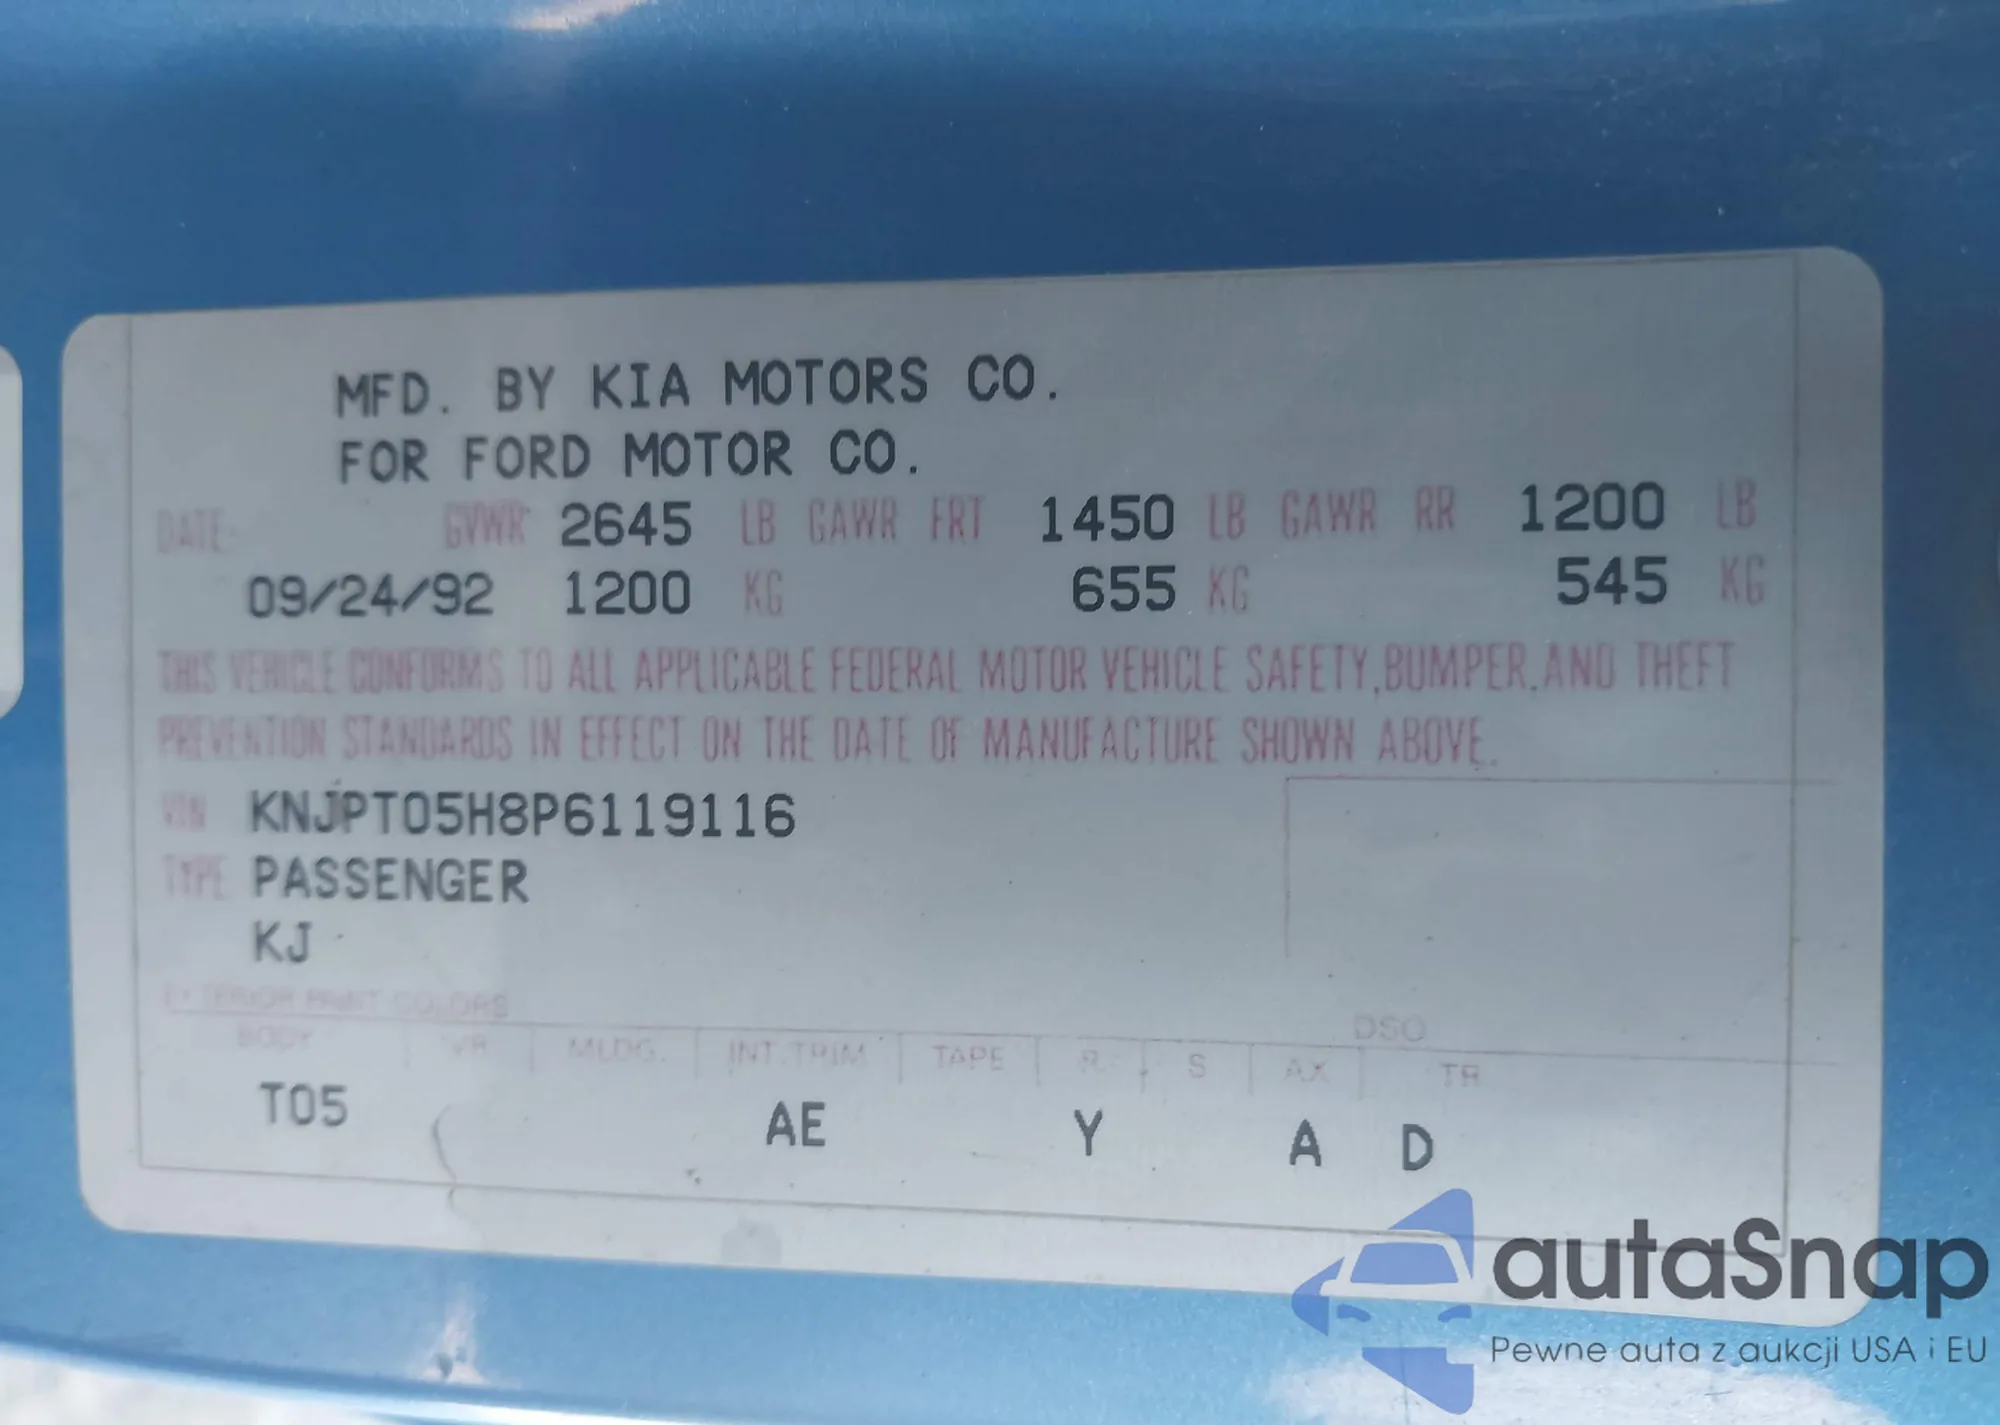 MFD. BY KIA MOTORS CO.
FOR FORD MOTOR CO.
DATE: GVWR 2645 LB GAWR FRT 1450 LB GAWR RR 1200 LB
09/24/92 1200 KG 655 KG 545 KG
THIS VEHICLE CONFORMS TO ALL APPLICABLE FEDERAL MOTOR VEHICLE SAFETY,BUMPER,AND THEFT
PREVENTION STANDARDS IN EFFECT ON THE DATE OF MANUFACTURE SHOWN ABOVE.
VIN KNJPT05H8P6119116
TYPE PASSENGER
KJ
EXTERIOR PAINT COLORS DSO
BODY VR MLDG. INT.TRIM TAPE R. S AX TR
T05 AE Y A D
autaSnap
Pewne auta z aukcji USA i EU